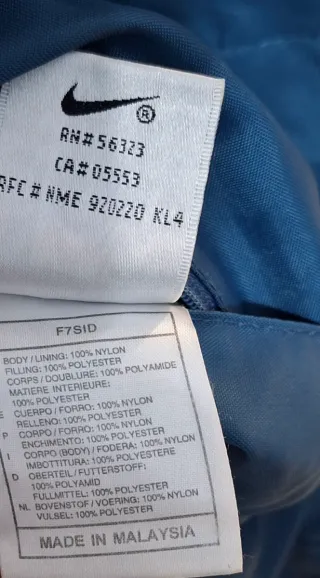 ®
RN# 56323
CA# 05553
RFC# NME 920220 KL4
F7SID
BODY / LINING: 100% NYLON
FILLING: 100% POLYESTER
CORPS / DOUBLURE: 100% POLYAMIDE
MATIERE INTERIEURE:
100% POLYESTER
E CUERPO / FORRO: 100% NYLON
RELLENO: 100% POLYESTER
P CORPO / FORRO: 100% NYLON
ENCHIMENTO: 100% POLYESTER
I CORPO (BODY) / FODERA: 100% NYLON
IMBOTTITURA: 100% POLYESTERE
D OBERTEIL / FUTTERSTOFF:
100% POLYAMID
FULLMITTEL: 100% POLYESTER
NL BOVENSTOF / VOERING: 100% NYLON
VULSEL: 100% POLYESTER
MADE IN MALAYSIA